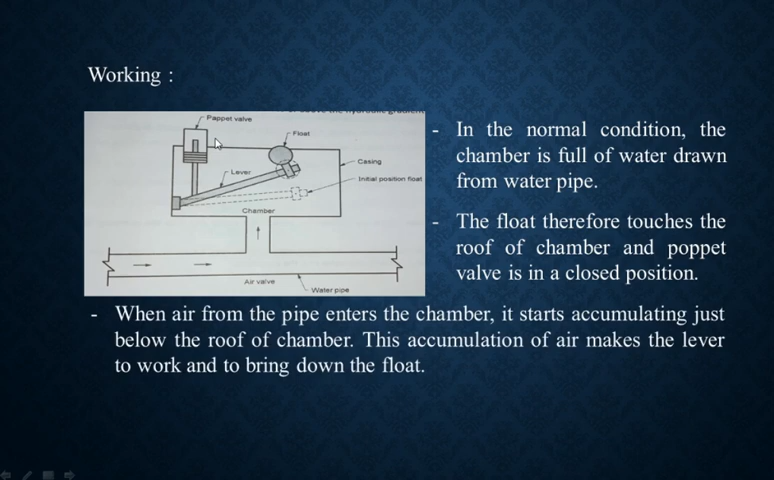 Working :
Pappet valve
Float
Casing
Lever
Initial position float
Chamber
Air valve
Water pipe
- In the normal condition, the
chamber is full of water drawn
from water pipe.
- The float therefore touches the
roof of chamber and poppet
valve is in a closed position.
- When air from the pipe enters the chamber, it starts accumulating just
below the roof of chamber. This accumulation of air makes the lever
to work and to bring down the float.